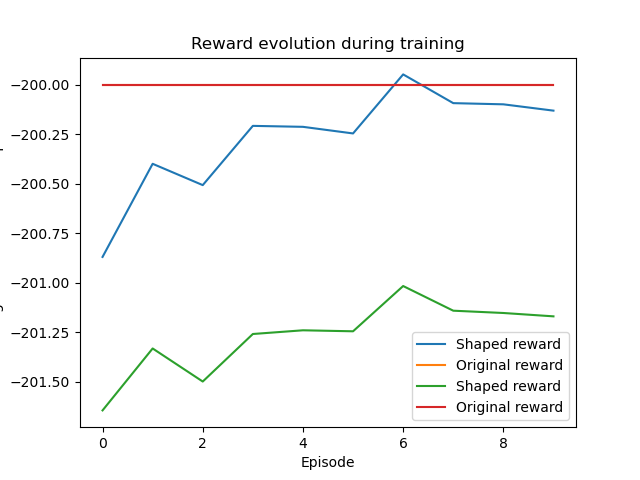 Reward evolution during training
−200.00
−200.25
−200.50
−200.75
−201.00
−201.25
−201.50
0
2
4
6
8
Episode
Shaped reward
Original reward
Shaped reward
Original reward